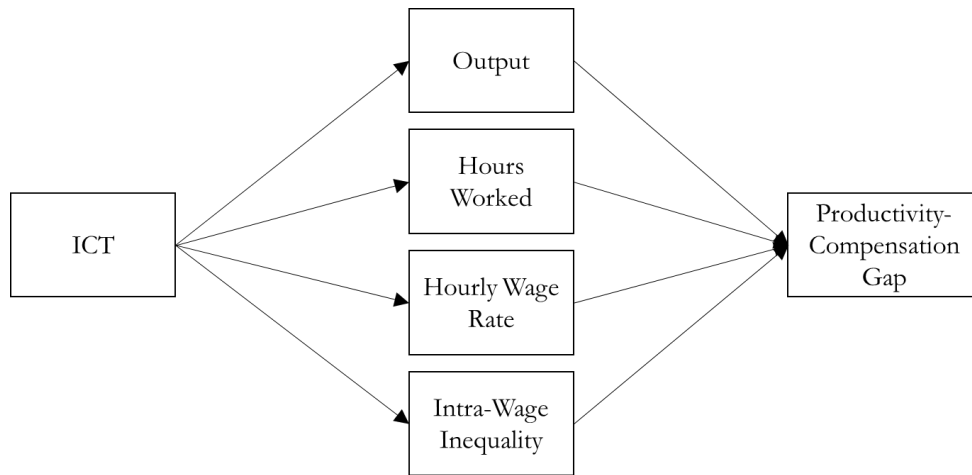 Output
Hours
Worked
ICT
Productivity-
Compensation
Gap
Hourly Wage
Rate
Intra-Wage
Inequality